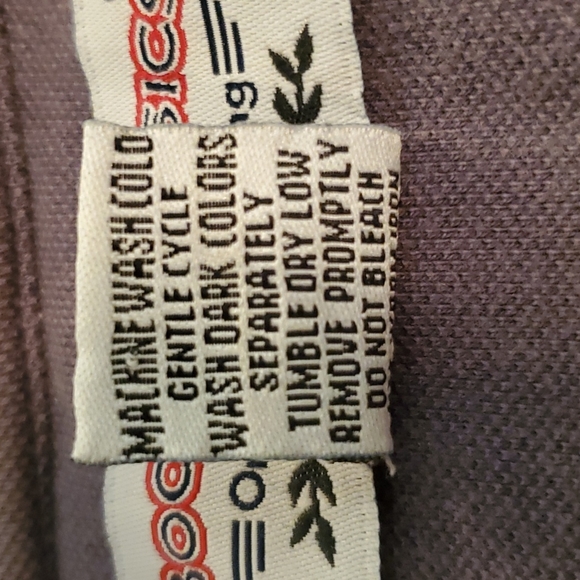 MACHINE WASH COLD
GENTLE CYCLE
WASH DARK COLORS
SEPARATELY
TUMBLE DRY LOW
REMOVE PROMPTLY
DO NOT BLEACH